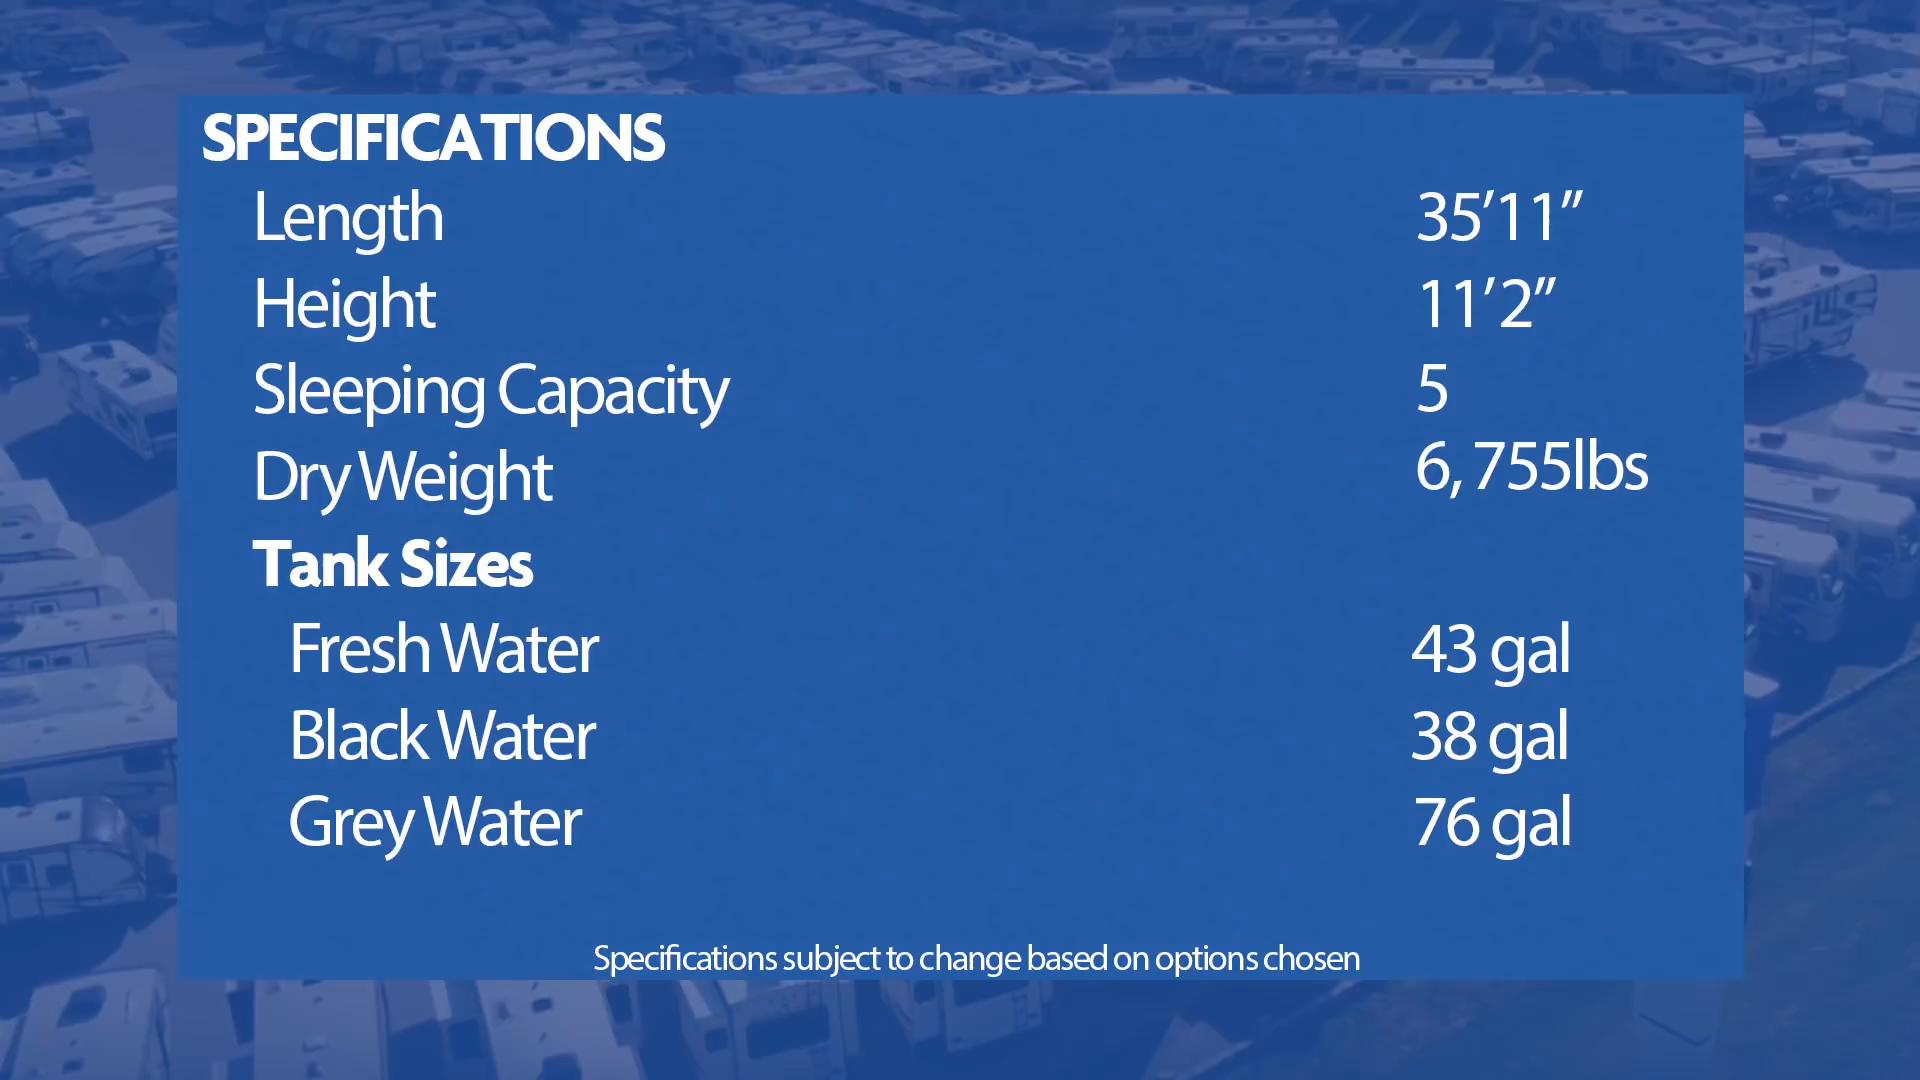 SPECIFICATIONS
Length 35’11”
Height 11’2”
Sleeping Capacity 5
Dry Weight 6, 755lbs
Tank Sizes
Fresh Water 43 gal
Black Water 38 gal
Grey Water 76 gal
Specifications subject to change based on options chosen